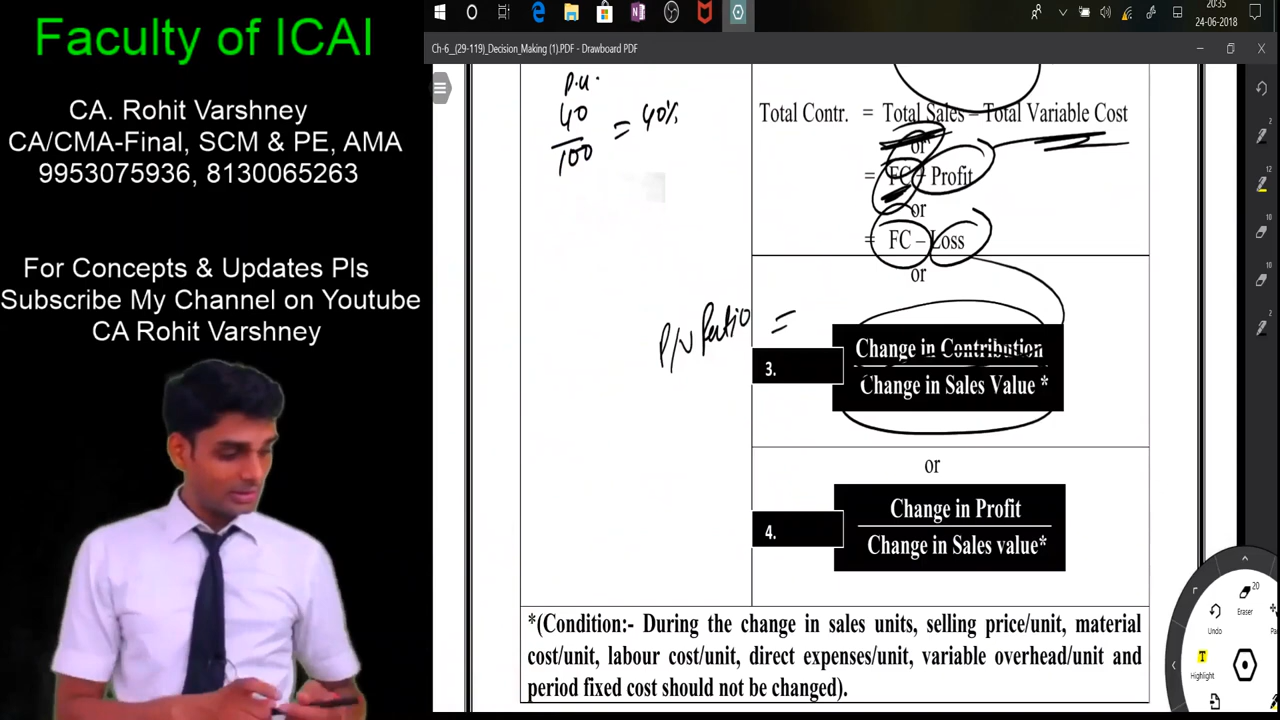 Faculty of ICAI
CA. Rohit Varshney
CA/CMA-Final, SCM & PE, AMA
9953075936, 8130065263
For Concepts & Updates Pls
Subscribe My Channel on Youtube
CA Rohit Varshney
20:35
24-06-2018
Ch-6_(29-119)_Decision_Making (1).PDF - Drawboard PDF
p.u.
40
100
= 40%
Total Contr. = Total Sales – Total Variable Cost
or
= FC – Profit
or
= FC – Loss
or
P/V Ratio =
3.
Change in Contribution
Change in Sales Value *
or
4.
Change in Profit
Change in Sales value*
*(Condition:- During the change in sales units, selling price/unit, material
cost/unit, labour cost/unit, direct expenses/unit, variable overhead/unit and
period fixed cost should not be changed).
12
10
10
20
Eraser
Undo
Highlight
T